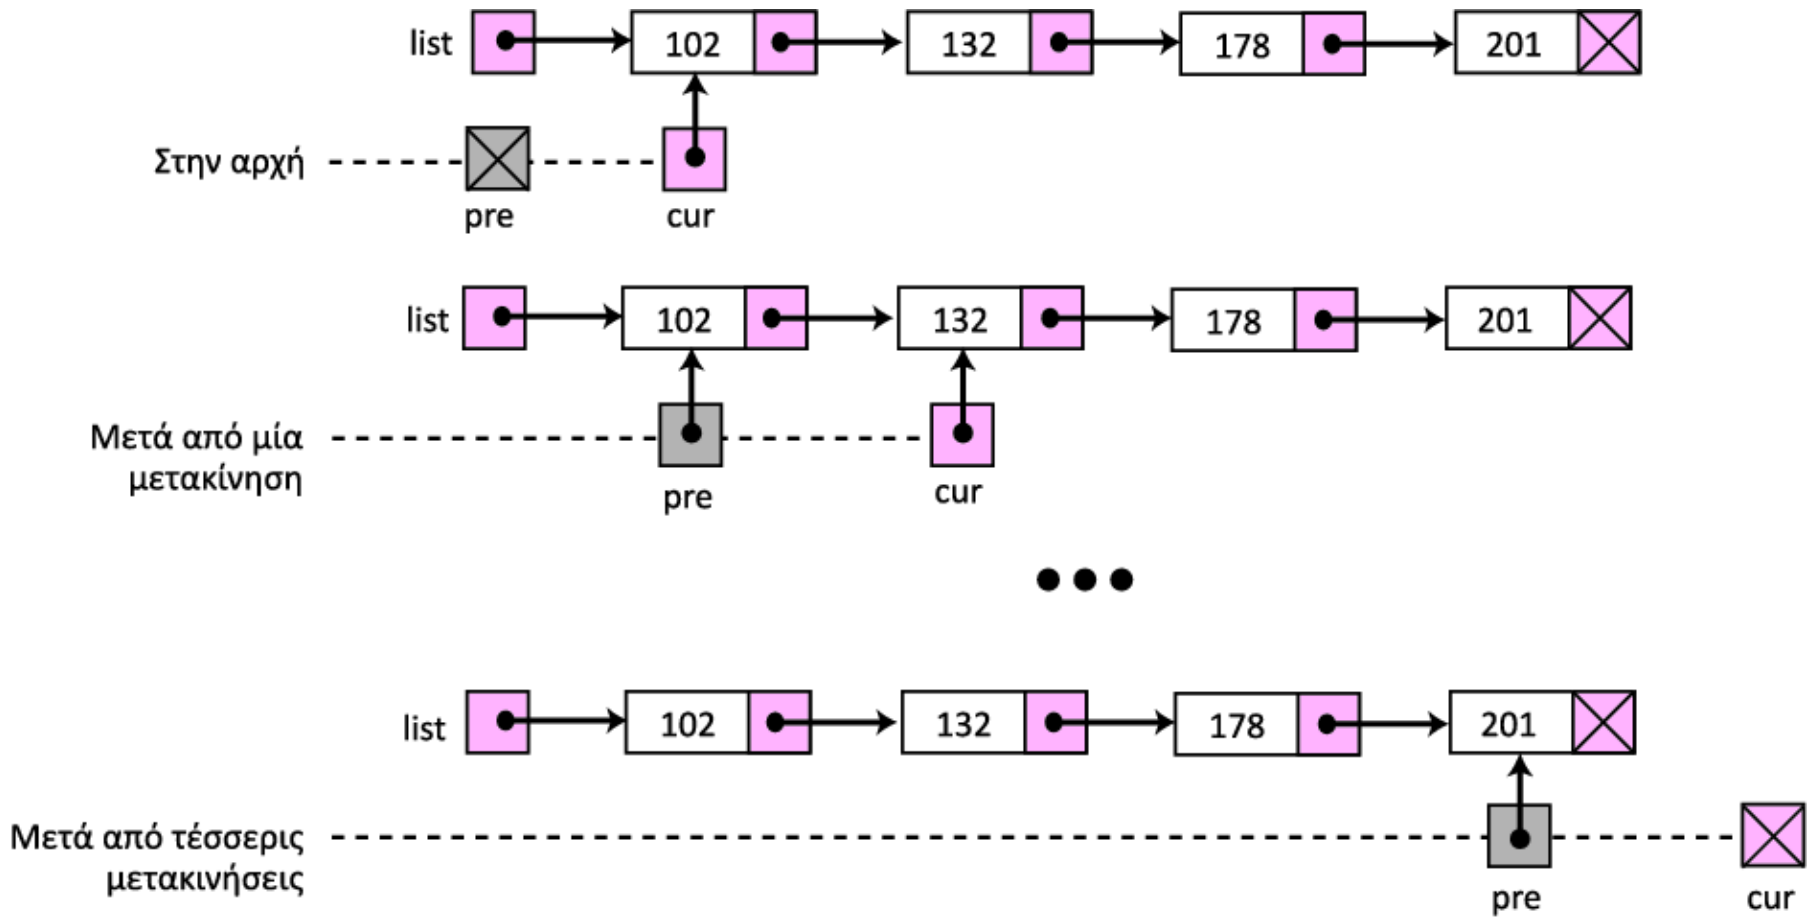 list 102 132 178 201
Στην αρχή
pre cur
list 102 132 178 201
Μετά από μία
μετακίνηση
pre cur
list 102 132 178 201
Μετά από τέσσερις
μετακινήσεις
pre cur